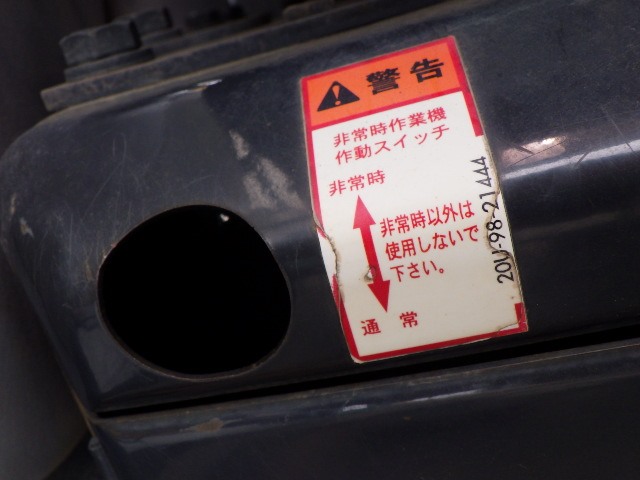 警告
非常時作業機
作動スイッチ
非常時
非常時以外は
使用しないで
下さい。
通常
20U-98-21444